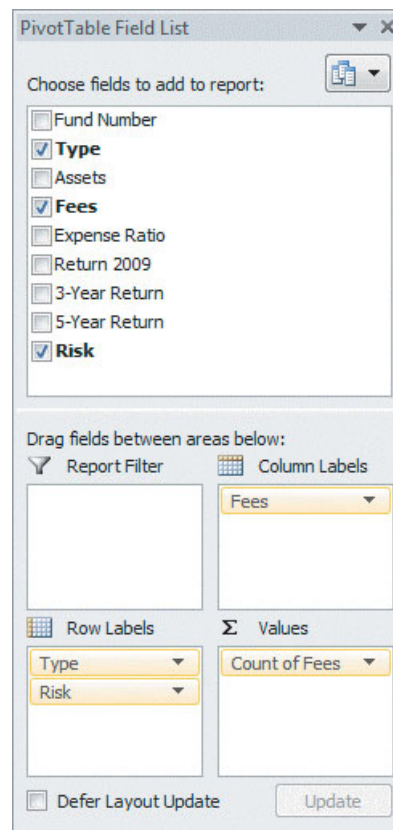 PivotTable Field List
Choose fields to add to report:
Fund Number
Type
Assets
Fees
Expense Ratio
Return 2009
3-Year Return
5-Year Return
Risk
Drag fields between areas below:
Report Filter
Column Labels
Fees
Row Labels
Σ Values
Type
Count of Fees
Risk
Defer Layout Update
Update